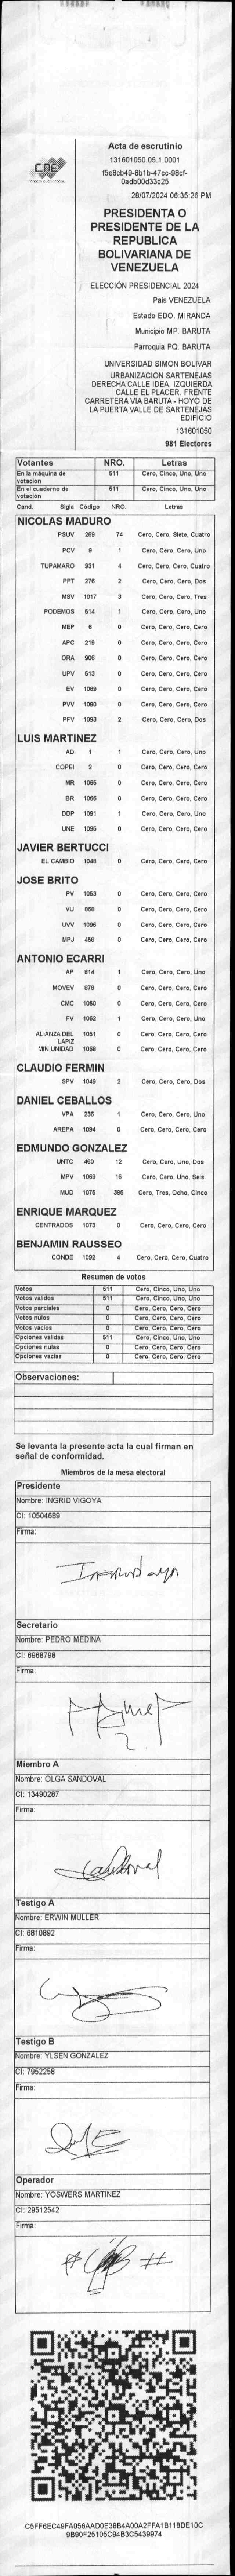 CNE
Acta de escrutinio
131601050.05.1.0001
f5e8cb49-8b1b-47cc-98cf-
0adb00d33c25
28/07/2024 06:35:26 PM
PRESIDENTA O
PRESIDENTE DE LA
REPUBLICA
BOLIVARIANA DE
VENEZUELA
ELECCIÓN PRESIDENCIAL 2024
País VENEZUELA
Estado EDO. MIRANDA
Municipio MP. BARUTA
Parroquia PQ. BARUTA
UNIVERSIDAD SIMON BOLIVAR
URBANIZACION SARTENEJAS
DERECHA CALLE IDEA. IZQUIERDA
CALLE EL PLACER. FRENTE
CARRETERA VIA BARUTA - HOYO DE
LA PUERTA VALLE DE SARTENEJAS
EDIFICIO
131601050
981 Electores
Votantes NRO. Letras
En la máquina de votación 511 Cero, Cinco, Uno, Uno
En el cuaderno de votación 511 Cero, Cinco, Uno, Uno
Cand. Sigla Código NRO. Letras
NICOLAS MADURO
PSUV 269 74 Cero, Cero, Siete, Cuatro
PCV 9 1 Cero, Cero, Cero, Uno
TUPAMARO 931 4 Cero, Cero, Cero, Cuatro
PPT 276 2 Cero, Cero, Cero, Dos
MSV 1017 3 Cero, Cero, Cero, Tres
PODEMOS 514 1 Cero, Cero, Cero, Uno
MEP 6 0 Cero, Cero, Cero, Cero
APC 219 0 Cero, Cero, Cero, Cero
ORA 906 0 Cero, Cero, Cero, Cero
UPV 513 0 Cero, Cero, Cero, Cero
EV 1089 0 Cero, Cero, Cero, Cero
PVV 1090 0 Cero, Cero, Cero, Cero
PFV 1093 2 Cero, Cero, Cero, Dos
LUIS MARTINEZ
AD 1 1 Cero, Cero, Cero, Uno
COPEI 2 0 Cero, Cero, Cero, Cero
MR 1065 0 Cero, Cero, Cero, Cero
BR 1066 0 Cero, Cero, Cero, Cero
DDP 1091 1 Cero, Cero, Cero, Uno
UNE 1095 0 Cero, Cero, Cero, Cero
JAVIER BERTUCCI
EL CAMBIO 1048 0 Cero, Cero, Cero, Cero
JOSE BRITO
PV 1053 0 Cero, Cero, Cero, Cero
VU 868 0 Cero, Cero, Cero, Cero
UVV 1096 0 Cero, Cero, Cero, Cero
MPJ 459 0 Cero, Cero, Cero, Cero
ANTONIO ECARRI
AP 814 1 Cero, Cero, Cero, Uno
MOVEV 878 0 Cero, Cero, Cero, Cero
CMC 1050 0 Cero, Cero, Cero, Cero
FV 1052 1 Cero, Cero, Cero, Uno
ALIANZA DEL LAPIZ 1051 0 Cero, Cero, Cero, Cero
MIN UNIDAD 1068 0 Cero, Cero, Cero, Cero
CLAUDIO FERMIN
SPV 1049 2 Cero, Cero, Cero, Dos
DANIEL CEBALLOS
VPA 236 1 Cero, Cero, Cero, Uno
AREPA 1094 0 Cero, Cero, Cero, Cero
EDMUNDO GONZALEZ
UNTC 460 12 Cero, Cero, Uno, Dos
MPV 1069 16 Cero, Cero, Uno, Seis
MUD 1075 385 Cero, Tres, Ocho, Cinco
ENRIQUE MARQUEZ
CENTRADOS 1073 0 Cero, Cero, Cero, Cero
BENJAMIN RAUSSEO
CONDE 1092 4 Cero, Cero, Cero, Cuatro
Resumen de votos
Votos 511 Cero, Cinco, Uno, Uno
Votos validos 511 Cero, Cinco, Uno, Uno
Votos parciales 0 Cero, Cero, Cero, Cero
Votos nulos 0 Cero, Cero, Cero, Cero
Votos vacios 0 Cero, Cero, Cero, Cero
Opciones validas 511 Cero, Cinco, Uno, Uno
Opciones nulas 0 Cero, Cero, Cero, Cero
Opciones vacias 0 Cero, Cero, Cero, Cero
Observaciones:
Se levanta la presente acta la cual firman en
señal de conformidad.
Miembros de la mesa electoral
Presidente
Nombre: INGRID VIGOYA
CI: 10504689
Firma:
Secretario
Nombre: PEDRO MEDINA
CI: 6968798
Firma:
Miembro A
Nombre: OLGA SANDOVAL
CI: 13490287
Firma:
Sandoval
Testigo A
Nombre: ERWIN MULLER
CI: 6810892
Firma:
Testigo B
Nombre: YLSEN GONZALEZ
CI: 7952258
Firma:
Operador
Nombre: YOSWERS MARTINEZ
CI: 29512542
Firma:
C5FF6EC49FA056AAD0E38B4A00A2FFA1B118DE10C
9B90F25105C94B3C5439974